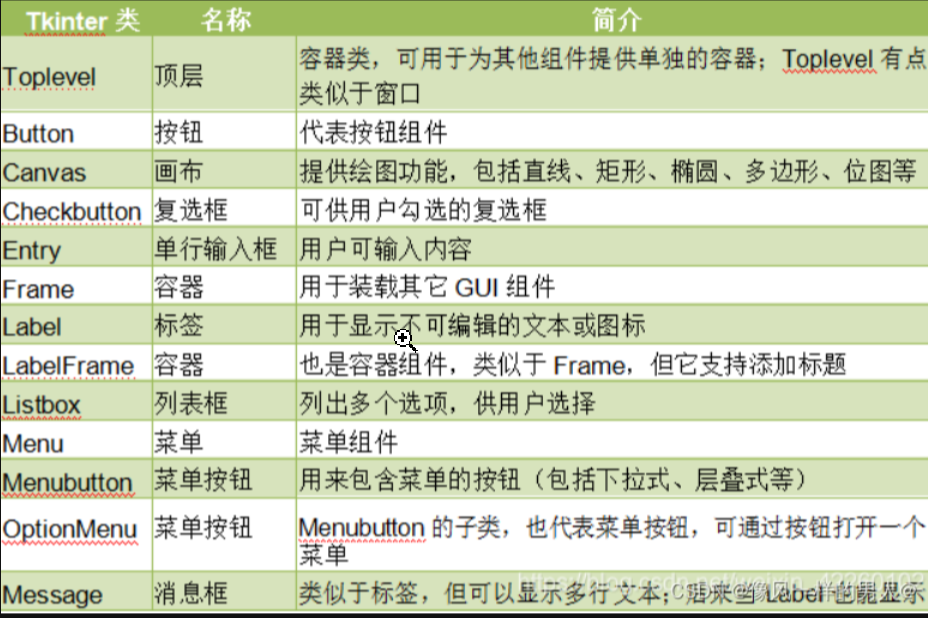 Tkinter 类 名称 简介
Toplevel 顶层 容器类，可用于为其他组件提供单独的容器；Toplevel 有点
类似于窗口
Button 按钮 代表按钮组件
Canvas 画布 提供绘图功能，包括直线、矩形、椭圆、多边形、位图等
Checkbutton 复选框 可供用户勾选的复选框
Entry 单行输入框 用户可输入内容
Frame 容器 用于装载其它 GUI 组件
Label 标签 用于显示不可编辑的文本或图标
LabelFrame 容器 也是容器组件，类似于 Frame，但它支持添加标题
Listbox 列表框 列出多个选项，供用户选择
Menu 菜单 菜单组件
Menubutton 菜单按钮 用来包含菜单的按钮（包括下拉式、层叠式等）
OptionMenu 菜单按钮 Menubutton 的子类，也代表菜单按钮，可通过按钮打开一个
菜单
Message 消息框 类似于标签，但可以显示多行文本；后来当 Label 也能显示